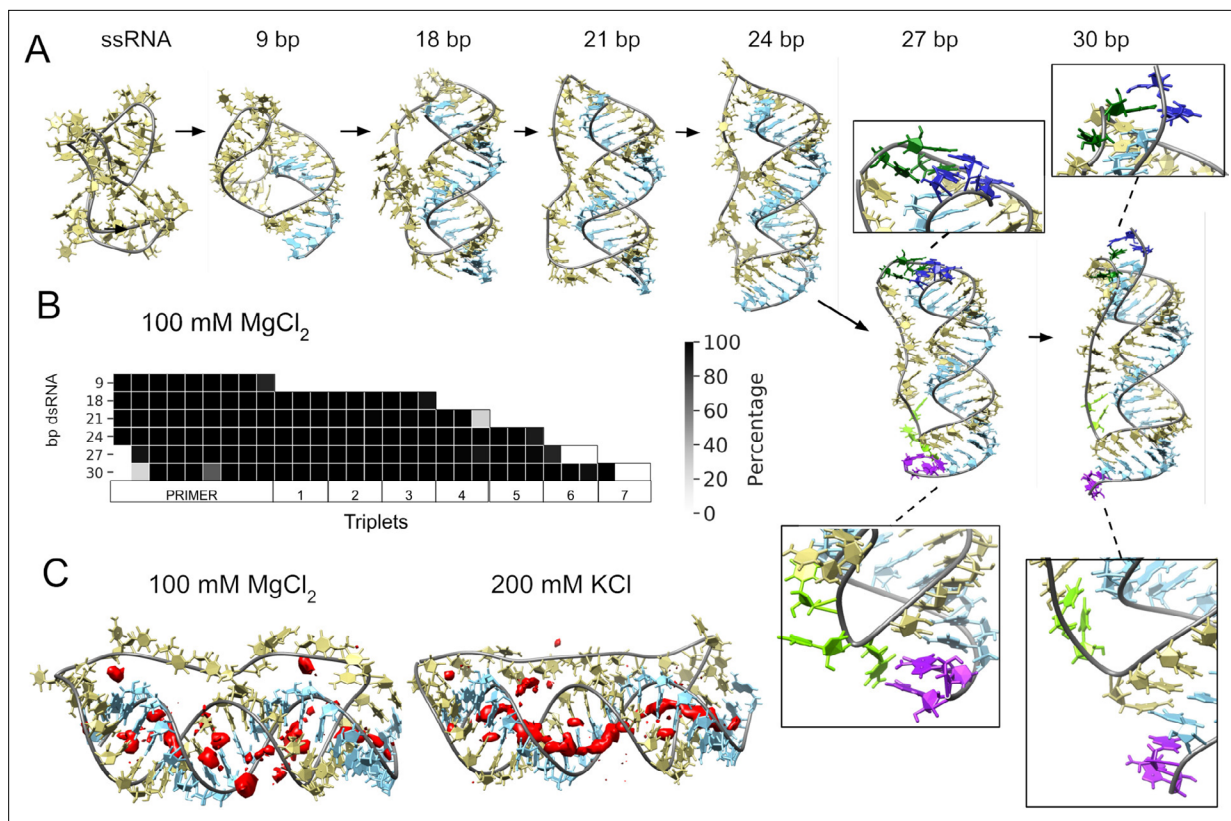 A
ssRNA 9 bp 18 bp 21 bp 24 bp 27 bp 30 bp
B
100 mM MgCl₂
bp dsRNA
9
18
21
24
27
30
PRIMER 1 2 3 4 5 6 7
Triplets
100
80
60
40
20
0
Percentage
C
100 mM MgCl₂ 200 mM KCl